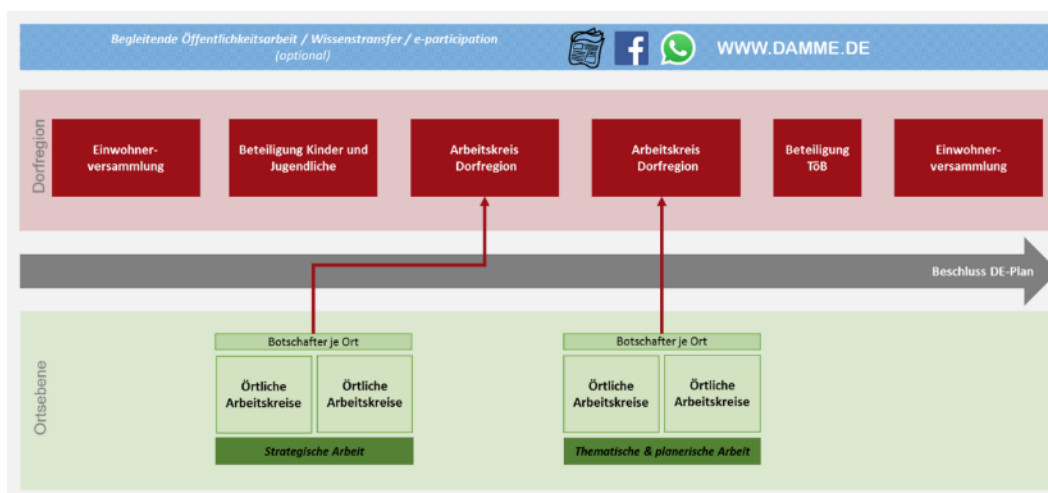 Begleitende Öffentlichkeitsarbeit / Wissenstransfer / e-participation
(optional)
WWW.DAMME.DE
Dorfregion
Einwohner-
versammlung
Beteiligung Kinder und
Jugendliche
Arbeitskreis
Dorfregion
Arbeitskreis
Dorfregion
Beteiligung
TöB
Einwohner-
versammlung
Beschluss DE-Plan
Ortsebene
Botschafter je Ort
Örtliche
Arbeitskreise
Örtliche
Arbeitskreise
Strategische Arbeit
Botschafter je Ort
Örtliche
Arbeitskreise
Örtliche
Arbeitskreise
Thematische & planerische Arbeit